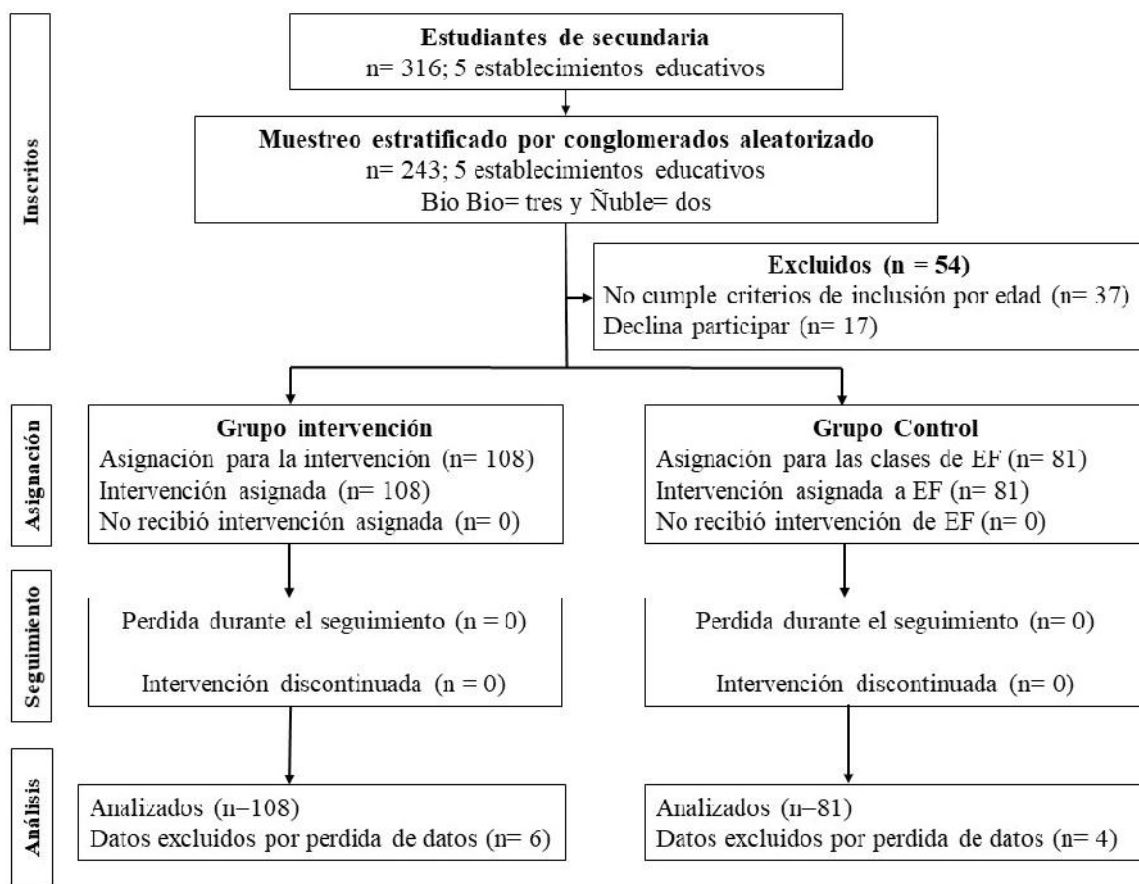 Estudiantes de secundaria
n= 316; 5 establecimientos educativos
Muestreo estratificado por conglomerados aleatorizado
n= 243; 5 establecimientos educativos
Bio Bio= tres y Ñuble= dos
Inscritos
Excluidos (n = 54)
No cumple criterios de inclusión por edad (n= 37)
Declina participar (n= 17)
Asignación
Grupo intervención
Asignación para la intervención (n= 108)
Intervención asignada (n= 108)
No recibió intervención asignada (n= 0)
Grupo Control
Asignación para las clases de EF (n= 81)
Intervención asignada a EF (n= 81)
No recibió intervención de EF (n= 0)
Seguimiento
Perdida durante el seguimiento (n = 0)
Intervención discontinuada (n = 0)
Perdida durante el seguimiento (n= 0)
Intervención discontinuada (n= 0)
Análisis
Analizados (n–108)
Datos excluidos por perdida de datos (n= 6)
Analizados (n–81)
Datos excluidos por perdida de datos (n= 4)